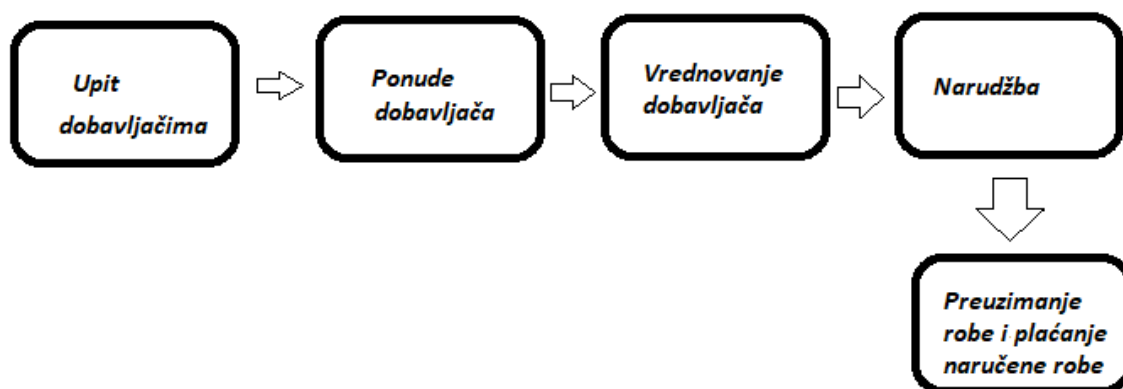 Upit
dobavljačima
Ponude
dobavljača
Vrednovanje
dobavljača
Narudžba
Preuzimanje
robe i plaćanje
naručene robe